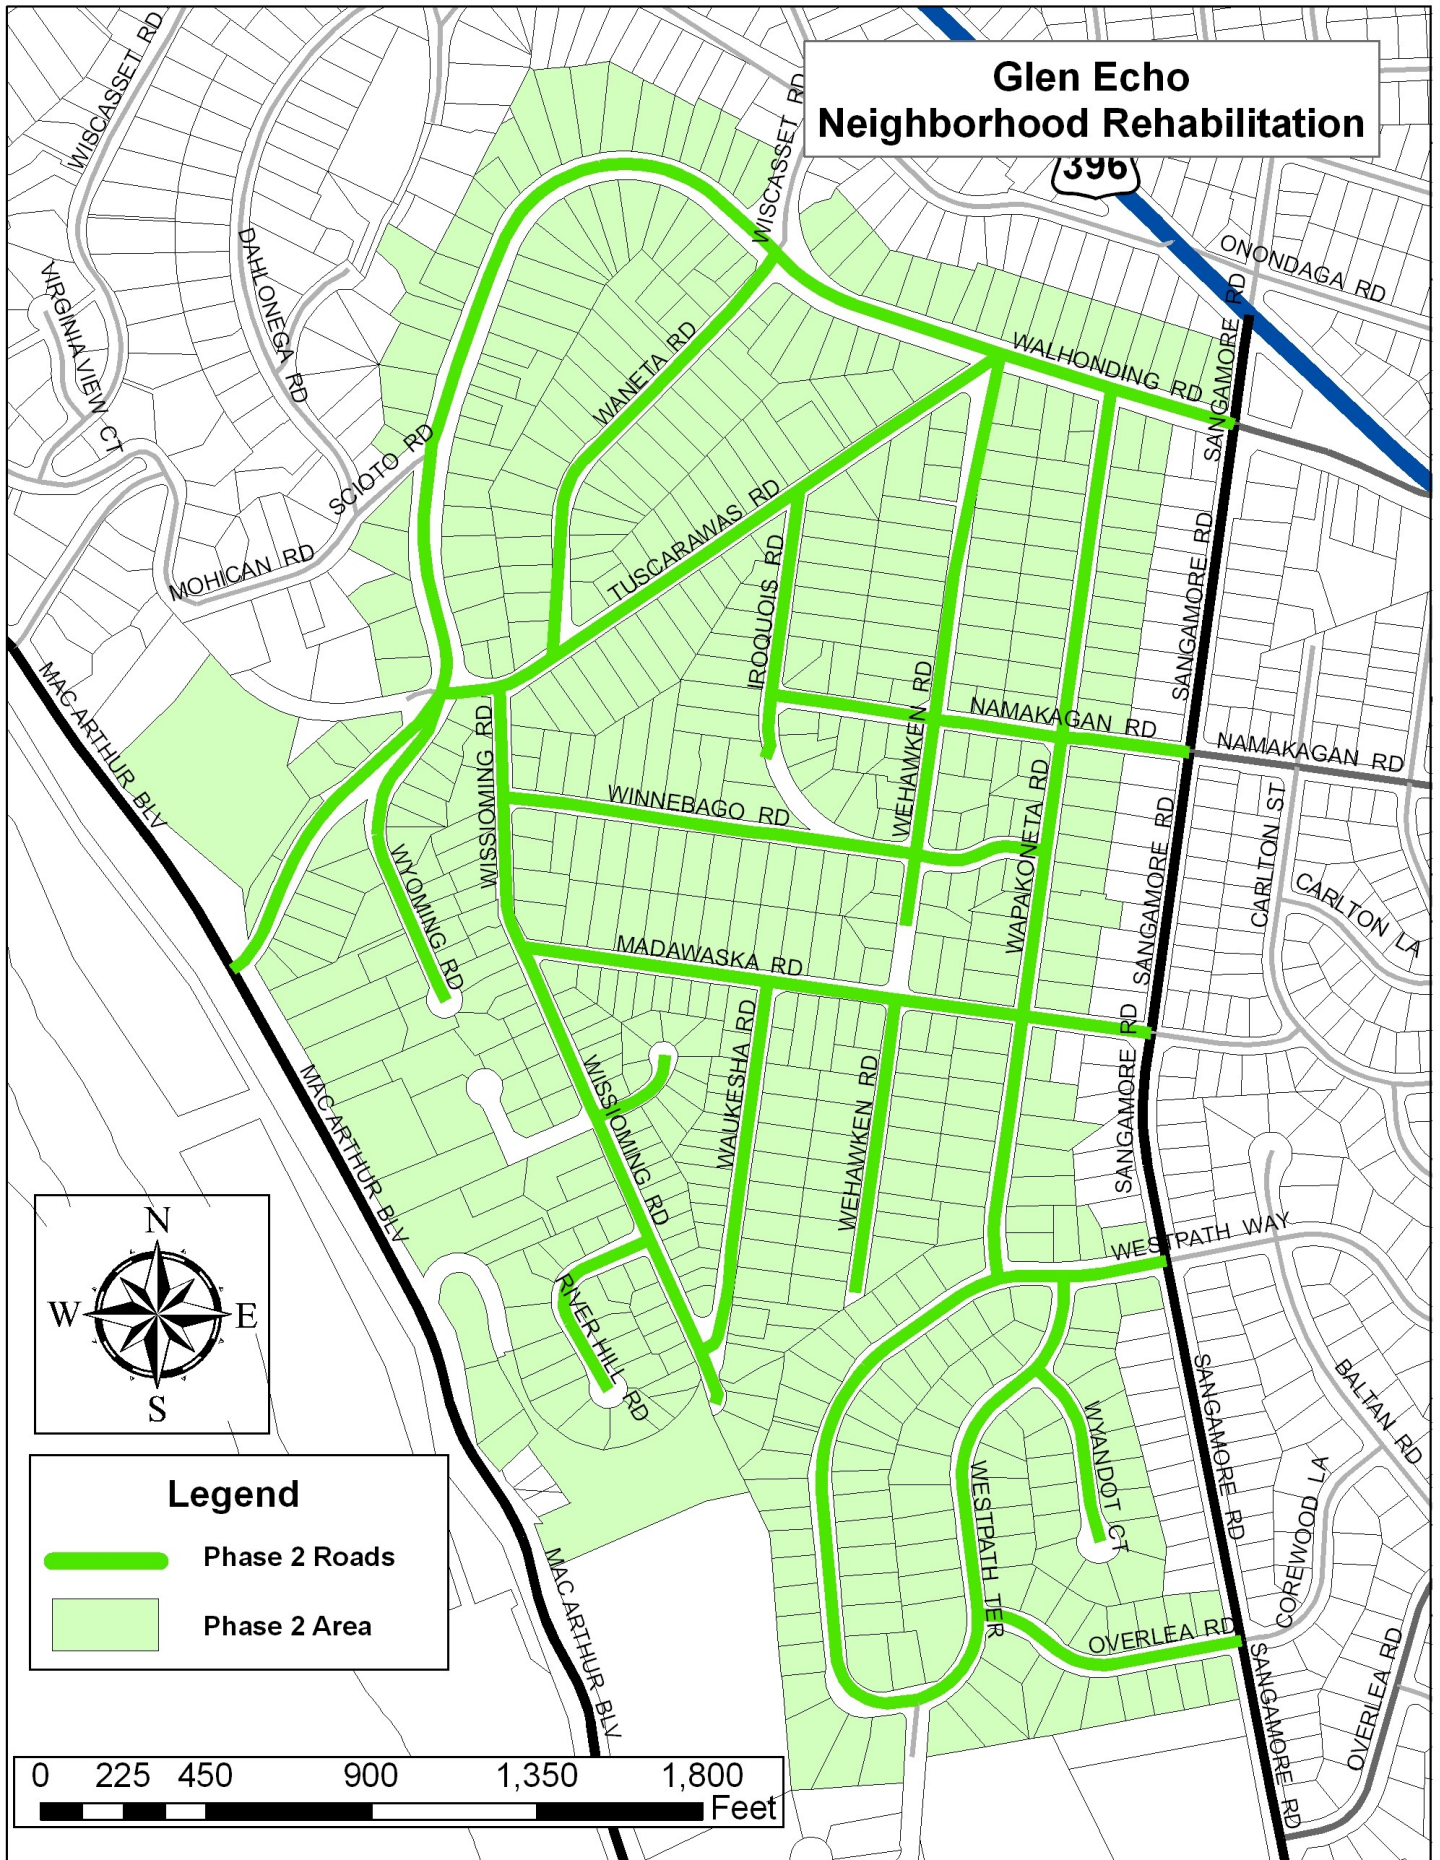 Glen Echo
Neighborhood Rehabilitation
396
WISCASSET RD
WISCASSET RD
ONONDAGA RD
DAHLONEGA RD
VIRGINIA VIEW CT
SANGAMORE RD
WALHONDING RD
WANETA RD
SCIOTO RD
TUSCARAWAS RD
MOHICAN RD
IROQUOIS RD
SANGAMORE RD
MAC ARTHUR BLV
WEHAWKEN RD
NAMAKAGAN RD
NAMAKAGAN RD
WISSIOMING RD
WINNEBAGO RD
WAPAKONETA RD
CARLTON ST
SANGAMORE RD
CARLTON LA
WYOMING RD
MADAWASKA RD
SANGAMORE RD
WAUKESHA RD
WISSIOMING RD
WEHAWKEN RD
MAC ARTHUR BLV
WESTPATH WAY
N
W
E
S
RIVER HILL RD
BALTAN RD
SANGAMORE RD
WYANDOT CT
WESTPATH TER
COREWOOD LA
OVERLEA RD
OVERLEA RD
SANGAMORE RD
MAC ARTHUR BLV
Legend
Phase 2 Roads
Phase 2 Area
0 225 450 900 1,350 1,800
Feet